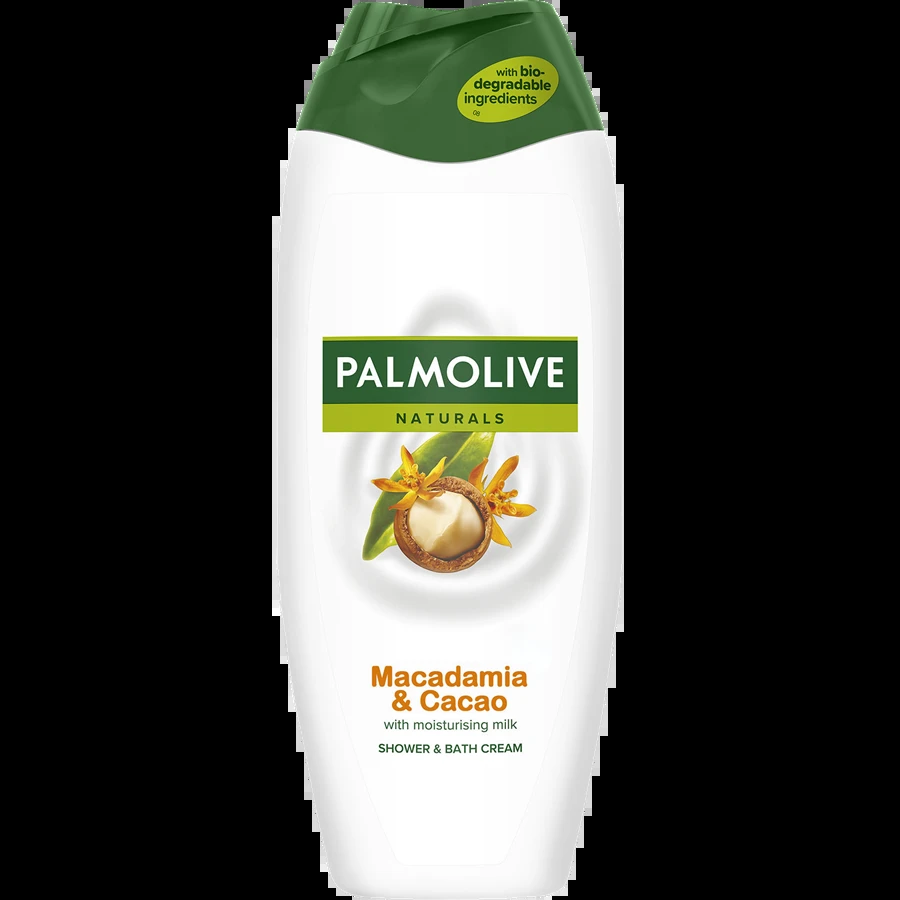 with bio-
degradable
ingredients
PALMOLIVE
NATURALS
Macadamia
& Cacao
with moisturising milk
SHOWER & BATH CREAM